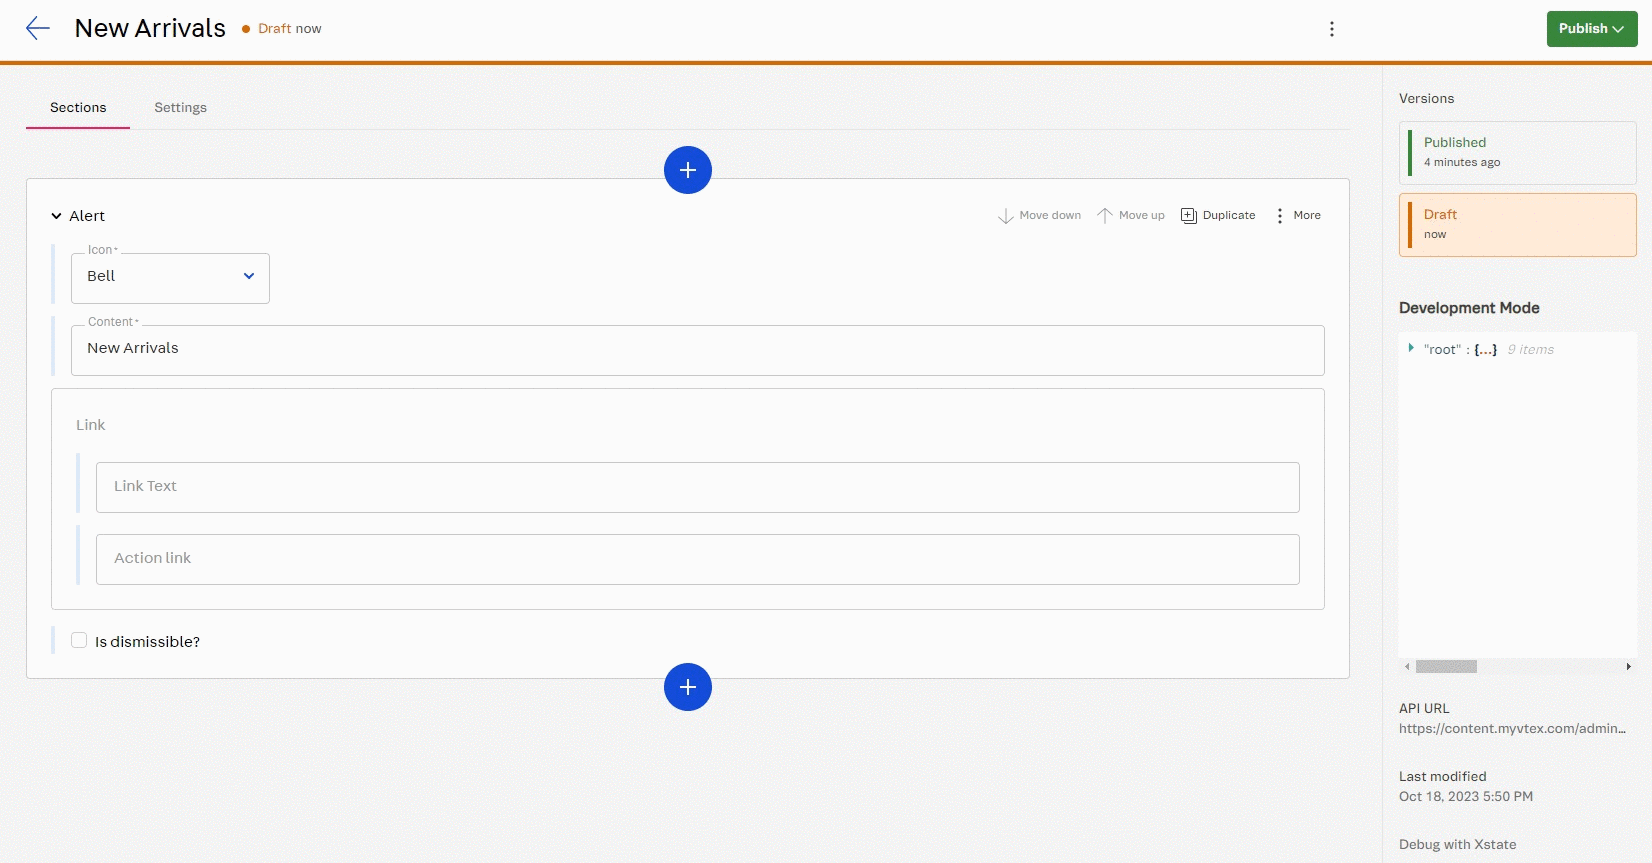 New Arrivals Draft now
Publish
Sections Settings
Alert Move down Move up Duplicate More
Icon*
Bell
Content*
New Arrivals
Link
Link Text
Action link
Is dismissible?
Versions
Published
4 minutes ago
Draft
now
Development Mode
"root" : {...} 9 items
API URL
https://content.myvtex.com/admin...
Last modified
Oct 18, 2023 5:50 PM
Debug with Xstate